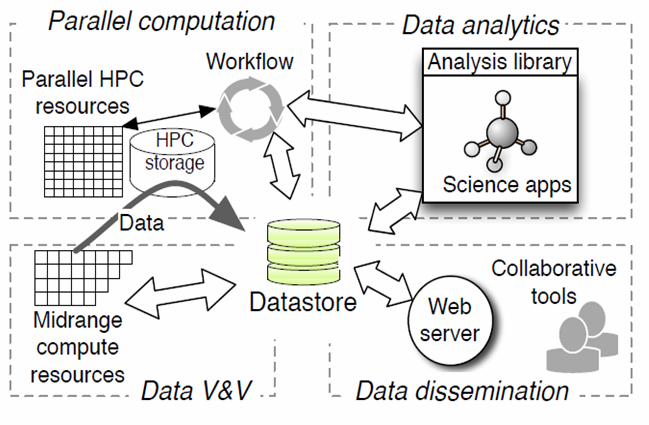 Parallel computation
Data analytics
Workflow
Parallel HPC
resources
HPC
storage
Analysis library
Science apps
Data
Datastore
Midrange
compute
resources
Web
server
Collaborative
tools
Data V&V
Data dissemination